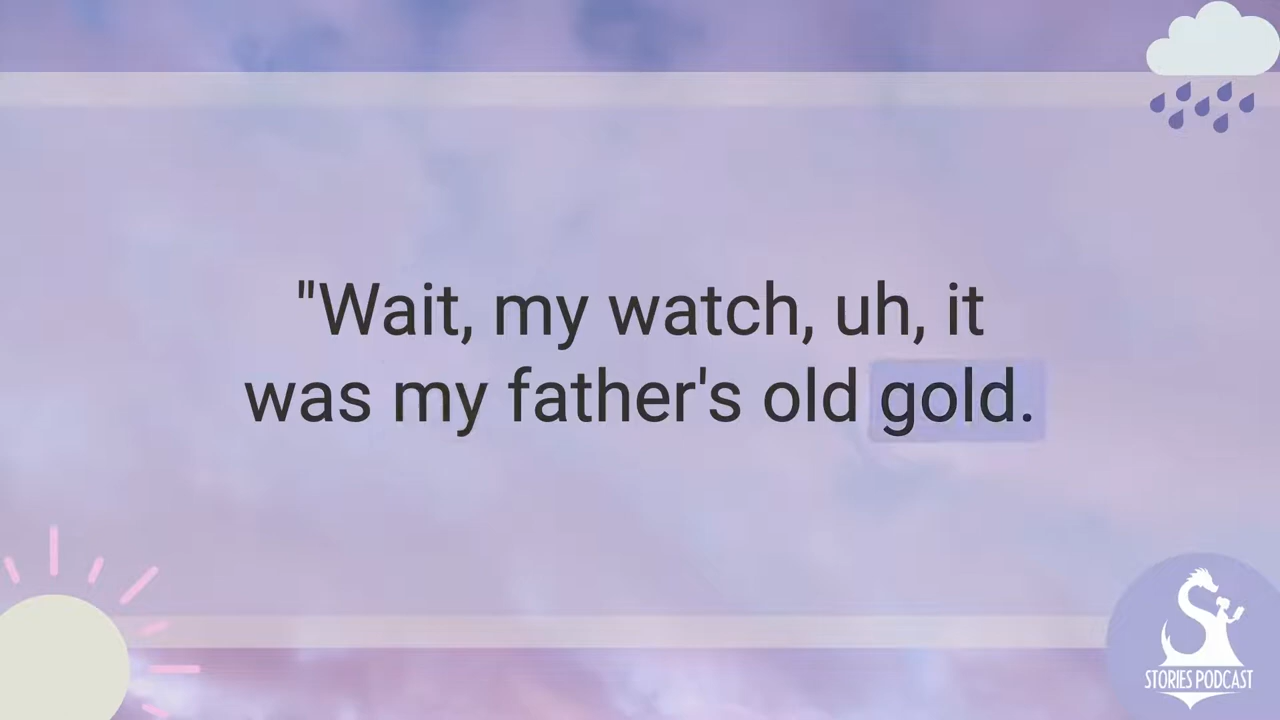 "Wait, my watch, uh, it
was my father's old gold.
STORIES PODCAST